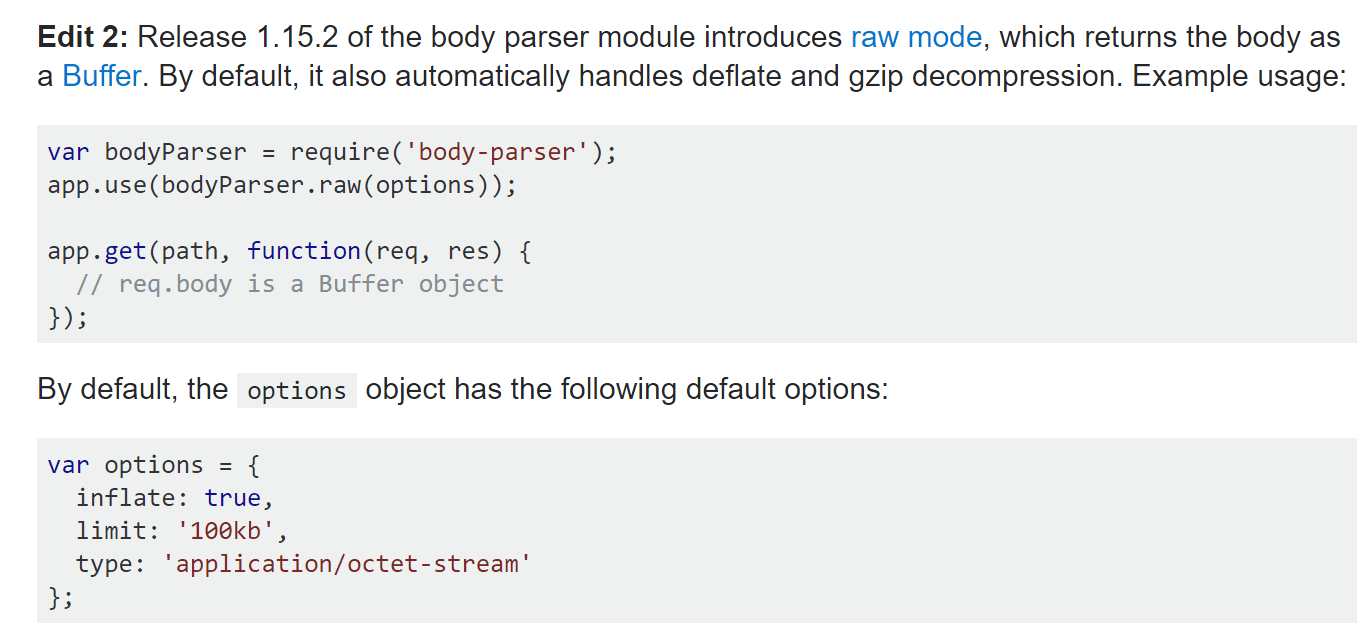 Edit 2: Release 1.15.2 of the body parser module introduces raw mode, which returns the body as
a Buffer. By default, it also automatically handles deflate and gzip decompression. Example usage:
var bodyParser = require('body-parser');
app.use(bodyParser.raw(options));
app.get(path, function(req, res) {
  // req.body is a Buffer object
});
By default, the options object has the following default options:
var options = {
  inflate: true,
  limit: '100kb',
  type: 'application/octet-stream'
};